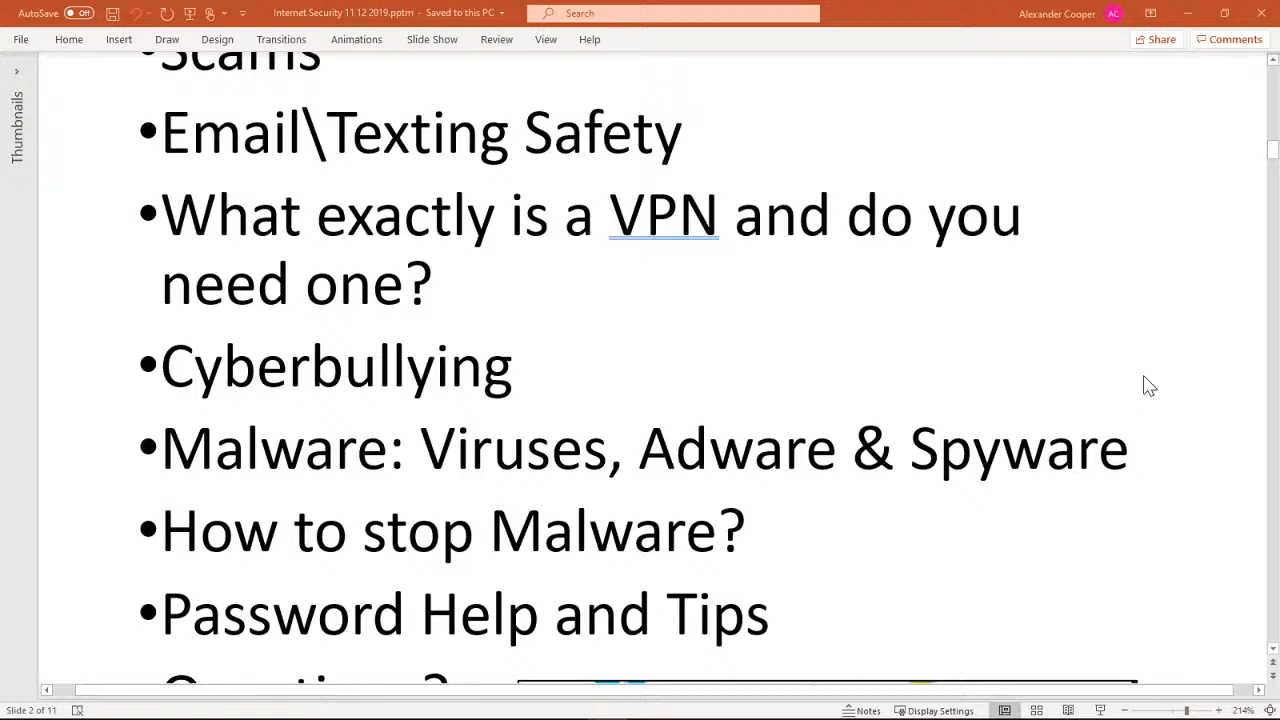 AutoSave Off Internet Security 11 12 2019.pptm - Saved to this PC Search Alexander Cooper AC
File Home Insert Draw Design Transitions Animations Slide Show Review View Help Share Comments
Thumbnails
•Scams
•Email\Texting Safety
•What exactly is a VPN and do you
need one?
•Cyberbullying
•Malware: Viruses, Adware & Spyware
•How to stop Malware?
•Password Help and Tips
Slide 2 of 11 Notes Display Settings 214%